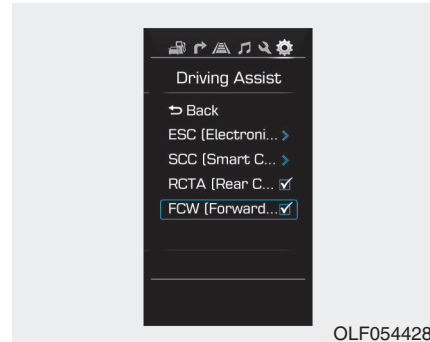 Driving Assist
Back
ESC (Electroni...
SCC (Smart C...
RCTA (Rear C...
FCW (Forward...
OLF054428